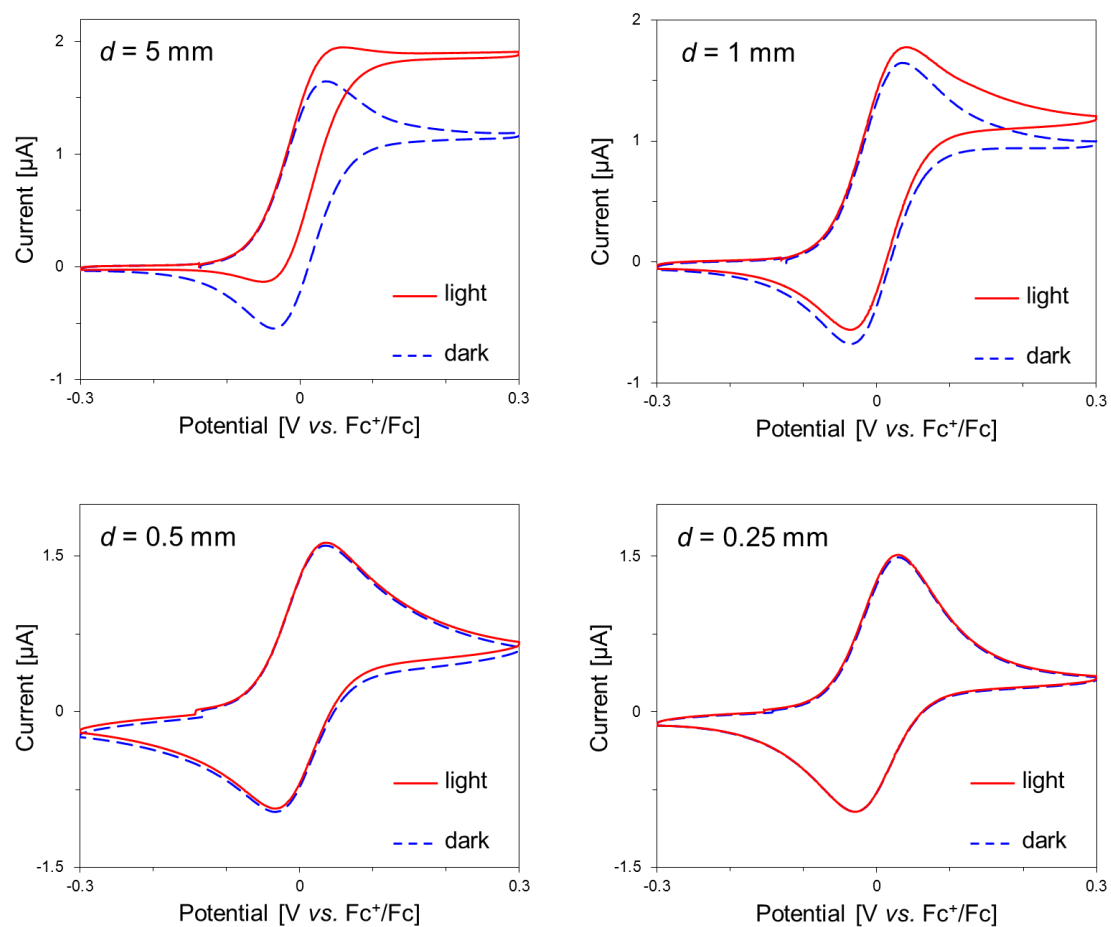 d = 5 mm
2
1
0
-1
Current [µA]
light
dark
-0.3
0
0.3
Potential [V vs. Fc⁺/Fc]
d = 1 mm
2
1
0
-1
Current [µA]
light
dark
-0.3
0
0.3
Potential [V vs. Fc⁺/Fc]
d = 0.5 mm
1.5
0
-1.5
Current [µA]
light
dark
-0.3
0
0.3
Potential [V vs. Fc⁺/Fc]
d = 0.25 mm
1.5
0
-1.5
Current [µA]
light
dark
-0.3
0
0.3
Potential [V vs. Fc⁺/Fc]